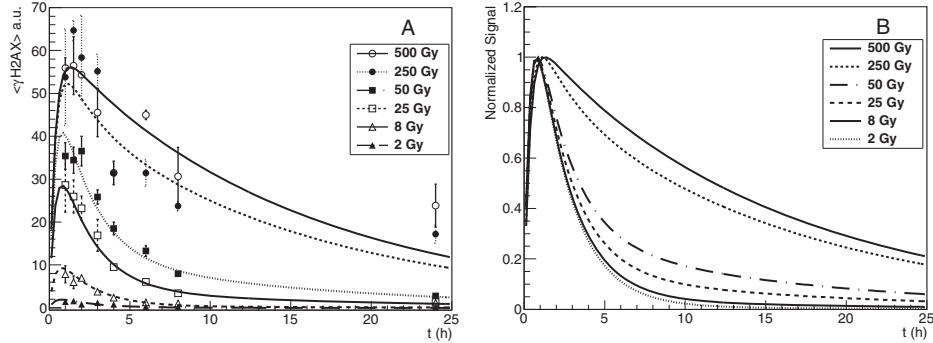 <γH2AX> a.u.
70
60
50
40
30
20
10
0
0 5 10 15 20 25
t (h)
A
500 Gy
250 Gy
50 Gy
25 Gy
8 Gy
2 Gy
Normalized Signal
1.2
1
0.8
0.6
0.4
0.2
0
0 5 10 15 20 25
t (h)
B
500 Gy
250 Gy
50 Gy
25 Gy
8 Gy
2 Gy